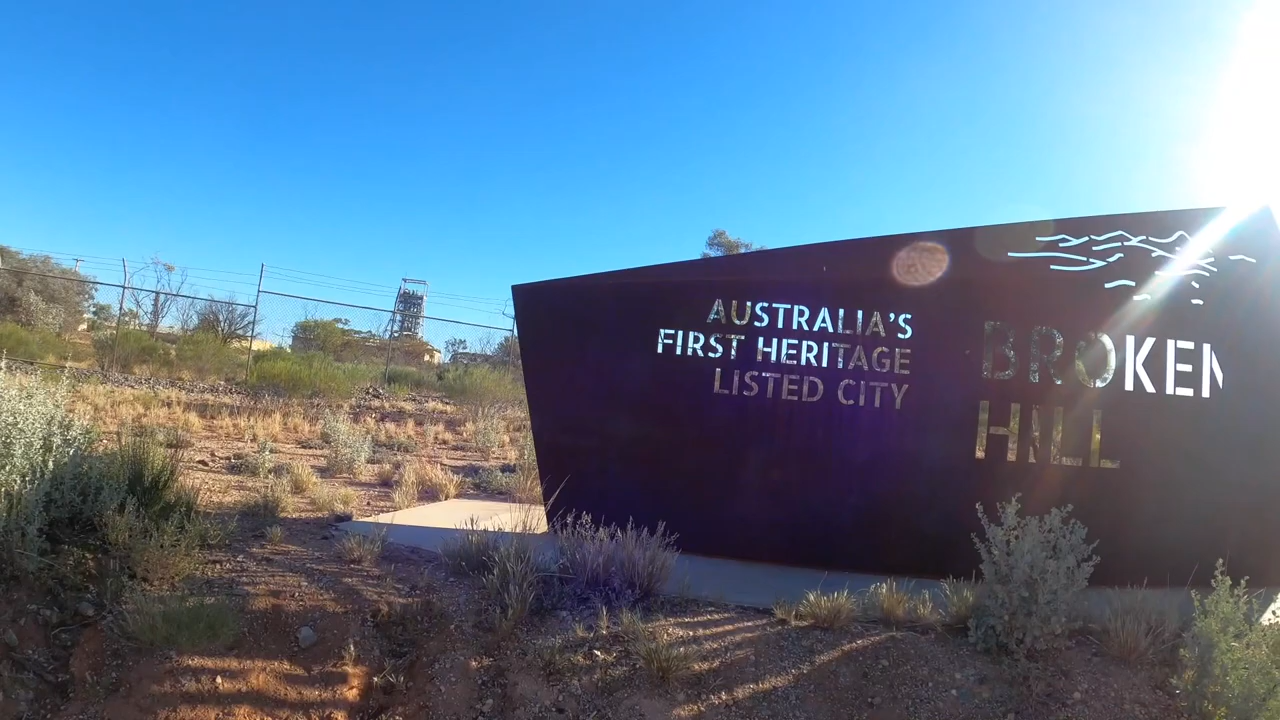 AUSTRALIA'S
FIRST HERITAGE
LISTED CITY
BROKEN
HILL